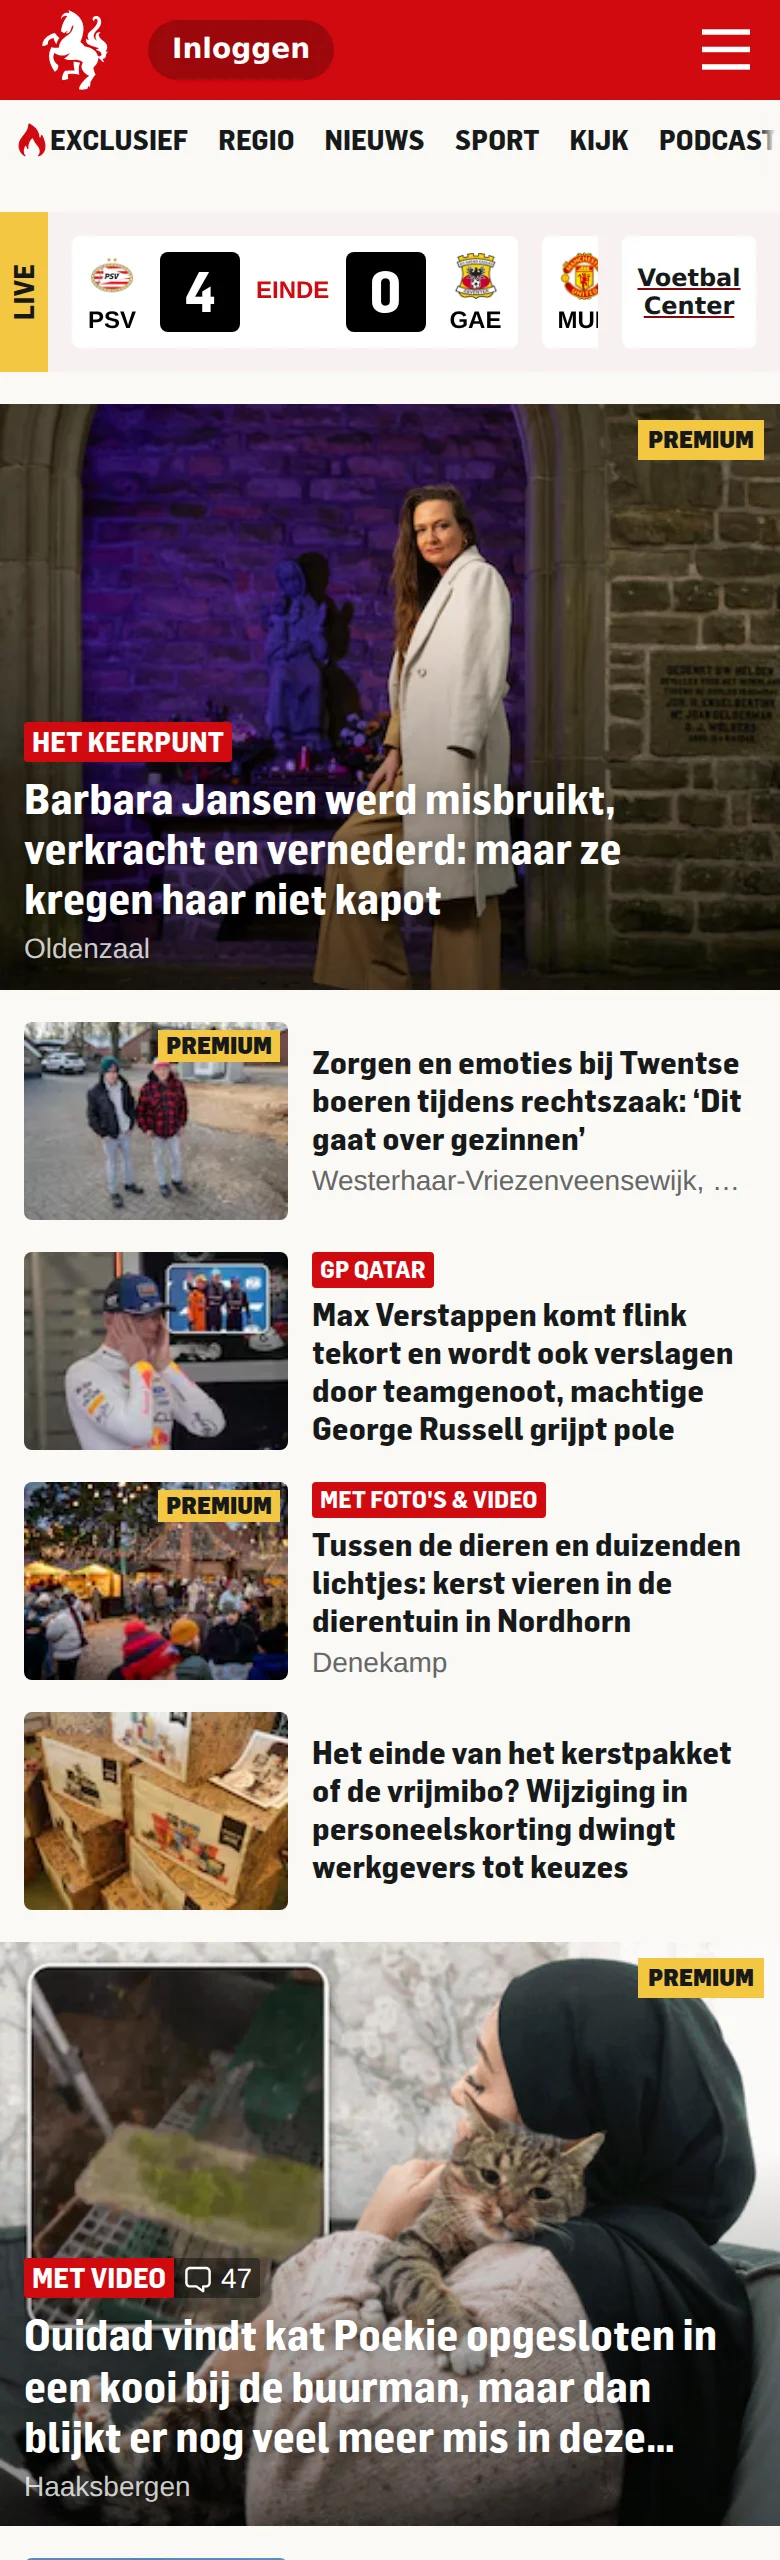 Inloggen
EXCLUSIEF REGIO NIEUWS SPORT KIJK PODCAST
LIVE
PSV
PSV
4
EINDE
0
GAE
MUN
Voetbal
Center
PREMIUM
HET KEERPUNT
Barbara Jansen werd misbruikt,
verkracht en vernederd: maar ze
kregen haar niet kapot
Oldenzaal
PREMIUM
Zorgen en emoties bij Twentse
boeren tijdens rechtszaak: ‘Dit
gaat over gezinnen’
Westerhaar-Vriezenveensewijk, …
GP QATAR
Max Verstappen komt flink
tekort en wordt ook verslagen
door teamgenoot, machtige
George Russell grijpt pole
PREMIUM
MET FOTO'S & VIDEO
Tussen de dieren en duizenden
lichtjes: kerst vieren in de
dierentuin in Nordhorn
Denekamp
Het einde van het kerstpakket
of de vrijmibo? Wijziging in
personeelskorting dwingt
werkgevers tot keuzes
PREMIUM
MET VIDEO 47
Ouidad vindt kat Poekie opgesloten in
een kooi bij de buurman, maar dan
blijkt er nog veel meer mis in deze...
Haaksbergen